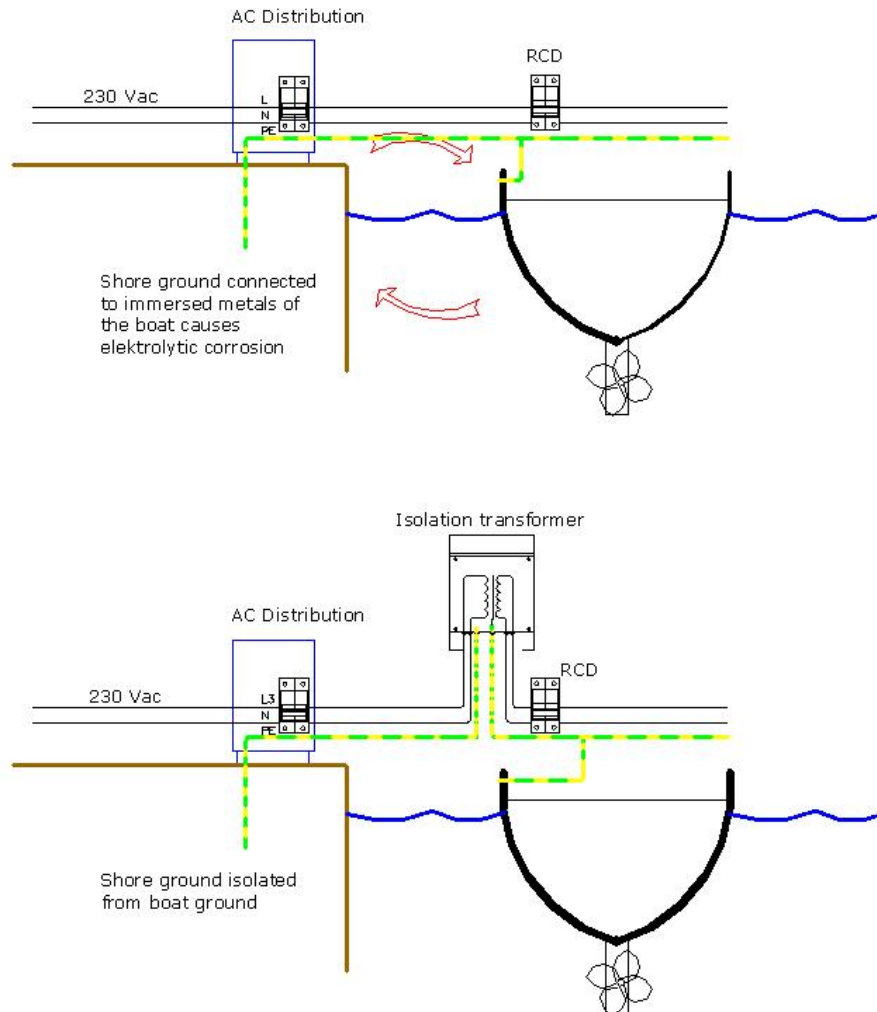 AC Distribution
RCD
230 Vac
L
N
PE
Shore ground connected
to immersed metals of
the boat causes
elektrolytic corrosion
Isolation transformer
AC Distribution
RCD
230 Vac
L3
N
PE
Shore ground isolated
from boat ground